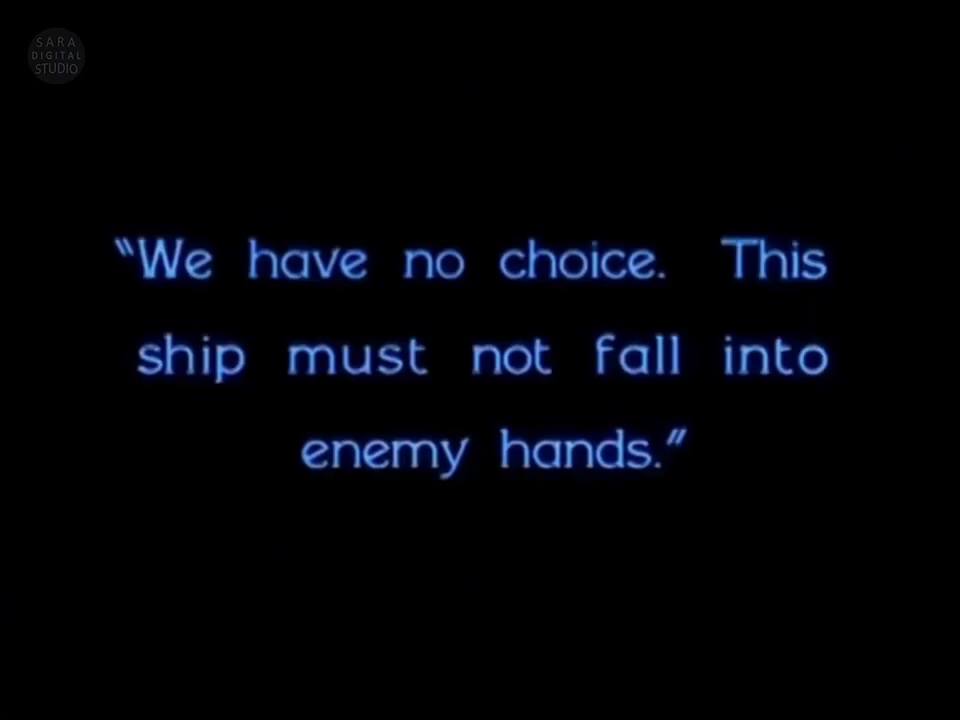 SARA
DIGITAL
STUDIO
“We have no choice. This
ship must not fall into
enemy hands.”